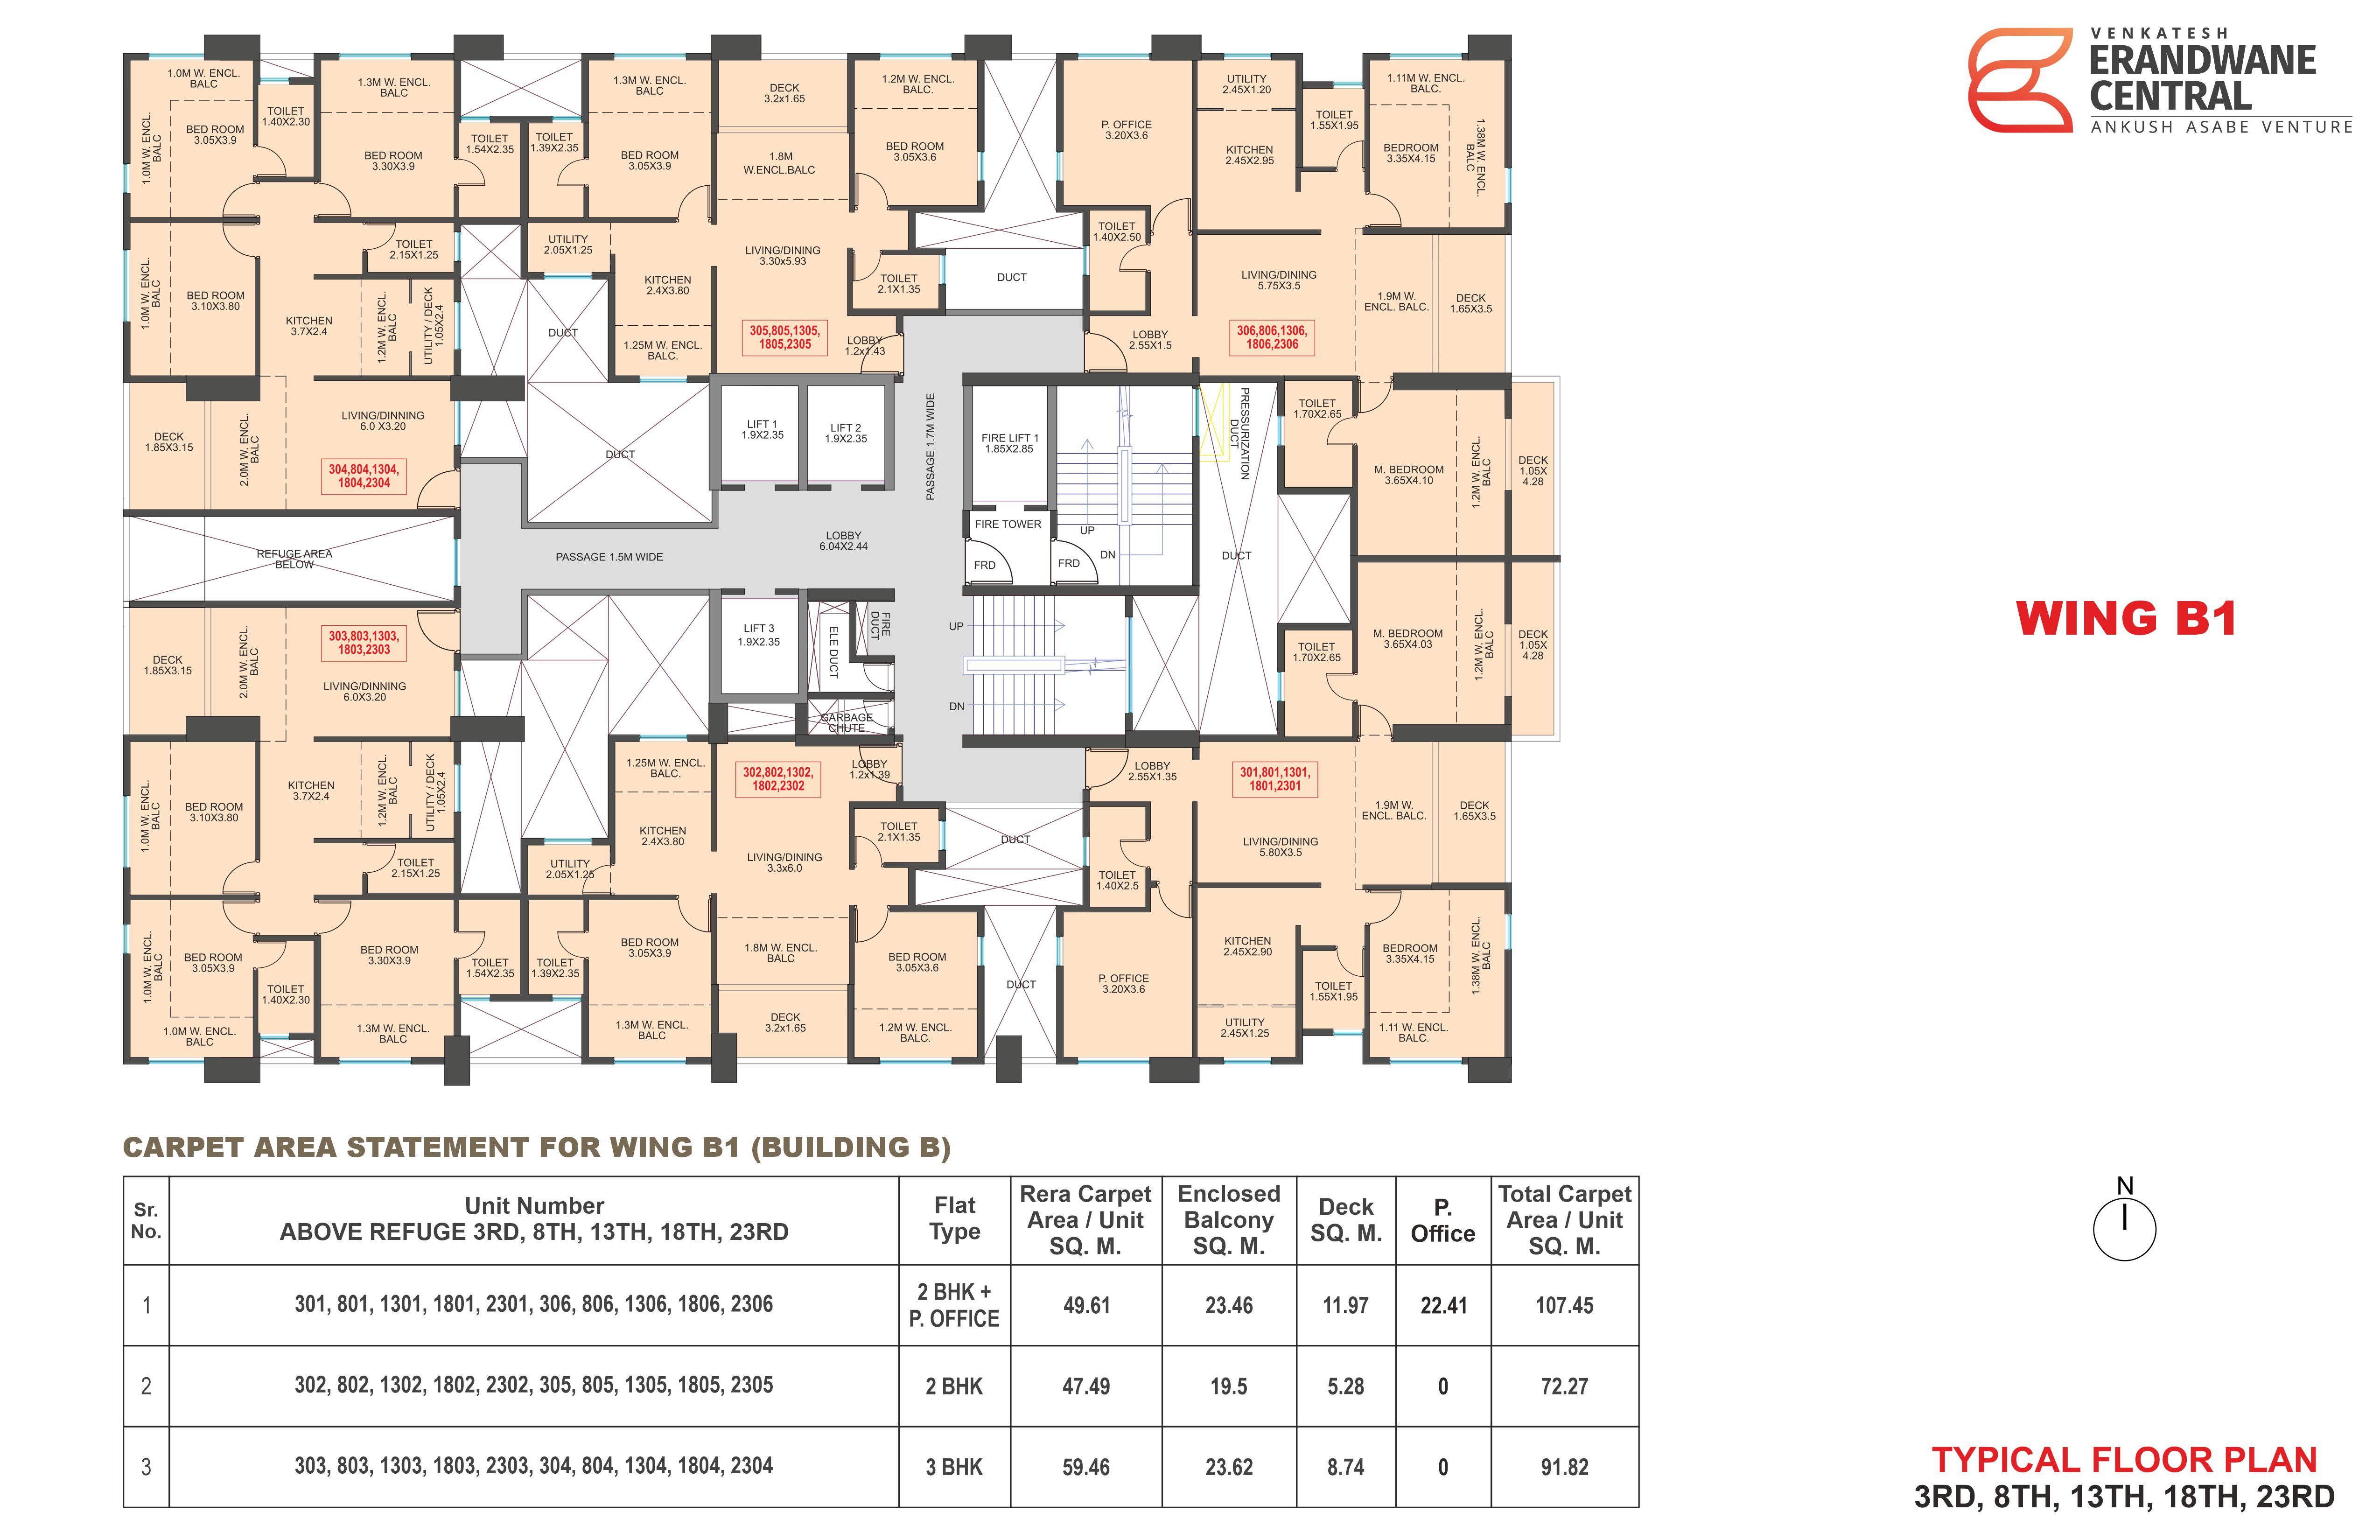 VENKATESH
ERANDWANE
CENTRAL
ANKUSH ASABE VENTURE
1.0M W. ENCL.
BALC
1.0M W. ENCL.
BALC
BED ROOM
3.05X3.9
TOILET
1.40X2.30
1.3M W. ENCL.
BALC
BED ROOM
3.30X3.9
TOILET
1.54X2.35
TOILET
1.39X2.35
1.3M W. ENCL.
BALC
BED ROOM
3.05X3.9
DECK
3.2x1.65
1.8M
W.ENCL.BALC
1.2M W. ENCL.
BALC.
BED ROOM
3.05X3.6
P. OFFICE
3.20X3.6
UTILITY
2.45X1.20
KITCHEN
2.45X2.95
TOILET
1.55X1.95
1.11M W. ENCL.
BALC.
BEDROOM
3.35X4.15
1.38M W. ENCL.
BALC
1.0M W. ENCL.
BALC
BED ROOM
3.10X3.80
TOILET
2.15X1.25
KITCHEN
3.7X2.4
1.2M W. ENCL.
BALC
UTILITY / DECK
1.05X2.4
UTILITY
2.05X1.25
KITCHEN
2.4X3.80
1.25M W. ENCL.
BALC.
DUCT
LIVING/DINING
3.30x5.93
305,805,1305,
1805,2305
LOBBY
1.2x1.43
TOILET
2.1X1.35
DUCT
TOILET
1.40X2.50
LOBBY
2.55X1.5
LIVING/DINING
5.75X3.5
306,806,1306,
1806,2306
1.9M W.
ENCL. BALC.
DECK
1.65X3.5
DECK
1.85X3.15
2.0M W. ENCL.
BALC
LIVING/DINNING
6.0 X3.20
304,804,1304,
1804,2304
DUCT
LIFT 1
1.9X2.35
LIFT 2
1.9X2.35
PASSAGE 1.7M WIDE
FIRE LIFT 1
1.85X2.85
PRESSURIZATION
DUCT
TOILET
1.70X2.65
M. BEDROOM
3.65X4.10
1.2M W. ENCL.
BALC
DECK
1.05X
4.28
REFUGE AREA
BELOW
PASSAGE 1.5M WIDE
LOBBY
6.04X2.44
FIRE TOWER
FRD
FRD
UP
DN
DUCT
DECK
1.85X3.15
2.0M W. ENCL.
BALC
303,803,1303,
1803,2303
LIVING/DINNING
6.0X3.20
LIFT 3
1.9X2.35
ELE DUCT
FIRE
DUCT
GARBAGE
CHUTE
UP
DN
TOILET
1.70X2.65
M. BEDROOM
3.65X4.03
1.2M W. ENCL.
BALC
DECK
1.05X
4.28
WING B1
1.0M W. ENCL.
BALC
BED ROOM
3.10X3.80
KITCHEN
3.7X2.4
1.2M W. ENCL.
BALC
UTILITY / DECK
1.05X2.4
TOILET
2.15X1.25
1.25M W. ENCL.
BALC.
KITCHEN
2.4X3.80
UTILITY
2.05X1.25
302,802,1302,
1802,2302
LOBBY
1.2x1.39
LIVING/DINING
3.3x6.0
TOILET
2.1X1.35
DUCT
LOBBY
2.55X1.35
301,801,1301,
1801,2301
1.9M W.
ENCL. BALC.
DECK
1.65X3.5
LIVING/DINING
5.80X3.5
TOILET
1.40X2.5
1.0M W. ENCL.
BALC
BED ROOM
3.05X3.9
1.0M W. ENCL.
BALC
TOILET
1.40X2.30
BED ROOM
3.30X3.9
1.3M W. ENCL.
BALC
TOILET
1.54X2.35
TOILET
1.39X2.35
BED ROOM
3.05X3.9
1.3M W. ENCL.
BALC
1.8M W. ENCL.
BALC
DECK
3.2x1.65
BED ROOM
3.05X3.6
1.2M W. ENCL.
BALC.
DUCT
P. OFFICE
3.20X3.6
KITCHEN
2.45X2.90
UTILITY
2.45X1.25
TOILET
1.55X1.95
BEDROOM
3.35X4.15
1.38M W. ENCL.
BALC
1.11 W. ENCL.
BALC.
CARPET AREA STATEMENT FOR WING B1 (BUILDING B)
Sr. No. Unit Number ABOVE REFUGE 3RD, 8TH, 13TH, 18TH, 23RD Flat Type Rera Carpet Area / Unit SQ. M. Enclosed Balcony SQ. M. Deck SQ. M. P. Office Total Carpet Area / Unit SQ. M.
1 301, 801, 1301, 1801, 2301, 306, 806, 1306, 1806, 2306 2 BHK + P. OFFICE 49.61 23.46 11.97 22.41 107.45
2 302, 802, 1302, 1802, 2302, 305, 805, 1305, 1805, 2305 2 BHK 47.49 19.5 5.28 0 72.27
3 303, 803, 1303, 1803, 2303, 304, 804, 1304, 1804, 2304 3 BHK 59.46 23.62 8.74 0 91.82
N
TYPICAL FLOOR PLAN
3RD, 8TH, 13TH, 18TH, 23RD